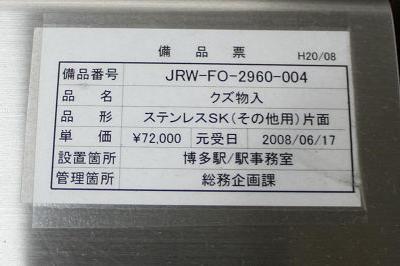 備品票 H20/08
備品番号 JRW-FO-2960-004
品名 クズ物入
品形 ステンレスSK(その他用)片面
単価 ¥72,000 元受日 2008/06/17
設置箇所 博多駅/駅事務室
管理箇所 総務企画課